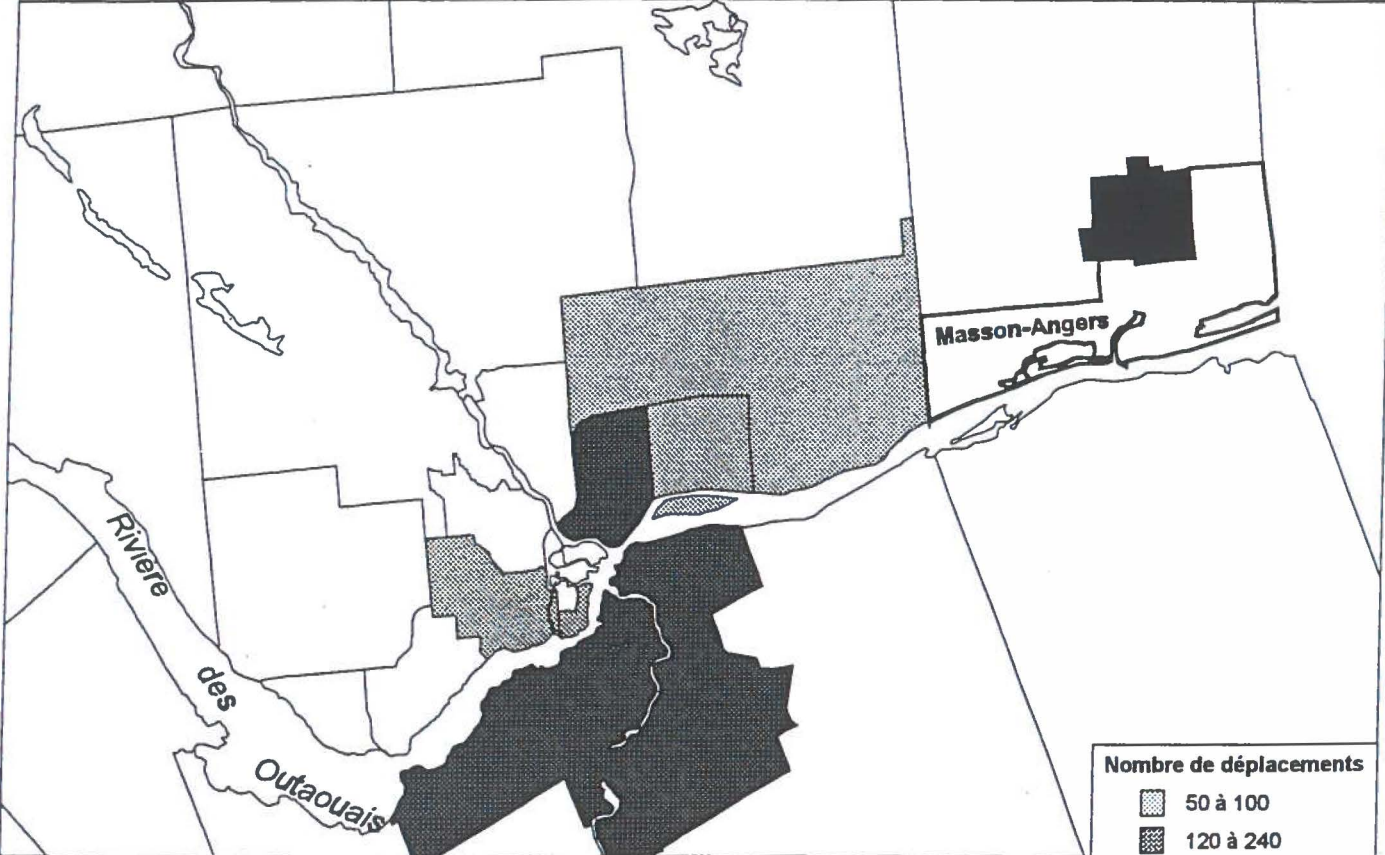 Masson-Angers
Rivière
des
Outaouais
Nombre de déplacements
50 à 100
120 à 240